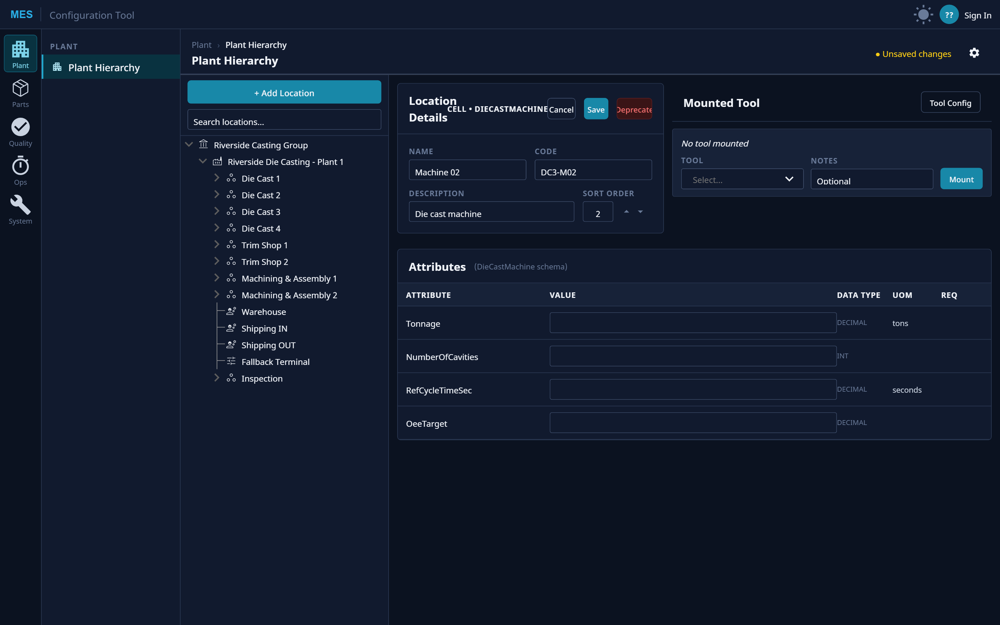 MES
Configuration Tool
??
Sign In
Plant
Parts
Quality
Ops
System
PLANT
Plant Hierarchy
Plant › Plant Hierarchy
Plant Hierarchy
● Unsaved changes
+ Add Location
Search locations...
Riverside Casting Group
Riverside Die Casting - Plant 1
Die Cast 1
Die Cast 2
Die Cast 3
Die Cast 4
Trim Shop 1
Trim Shop 2
Machining & Assembly 1
Machining & Assembly 2
Warehouse
Shipping IN
Shipping OUT
Fallback Terminal
Inspection
Location
Details
CELL • DIECASTMACHINE
Cancel
Save
Deprecate
NAME
CODE
Machine 02
DC3-M02
DESCRIPTION
SORT ORDER
Die cast machine
2
Mounted Tool
Tool Config
No tool mounted
TOOL
NOTES
Select...
Optional
Mount
Attributes (DieCastMachine schema)
ATTRIBUTE VALUE DATA TYPE UOM REQ
Tonnage DECIMAL tons
NumberOfCavities INT
RefCycleTimeSec DECIMAL seconds
OeeTarget DECIMAL